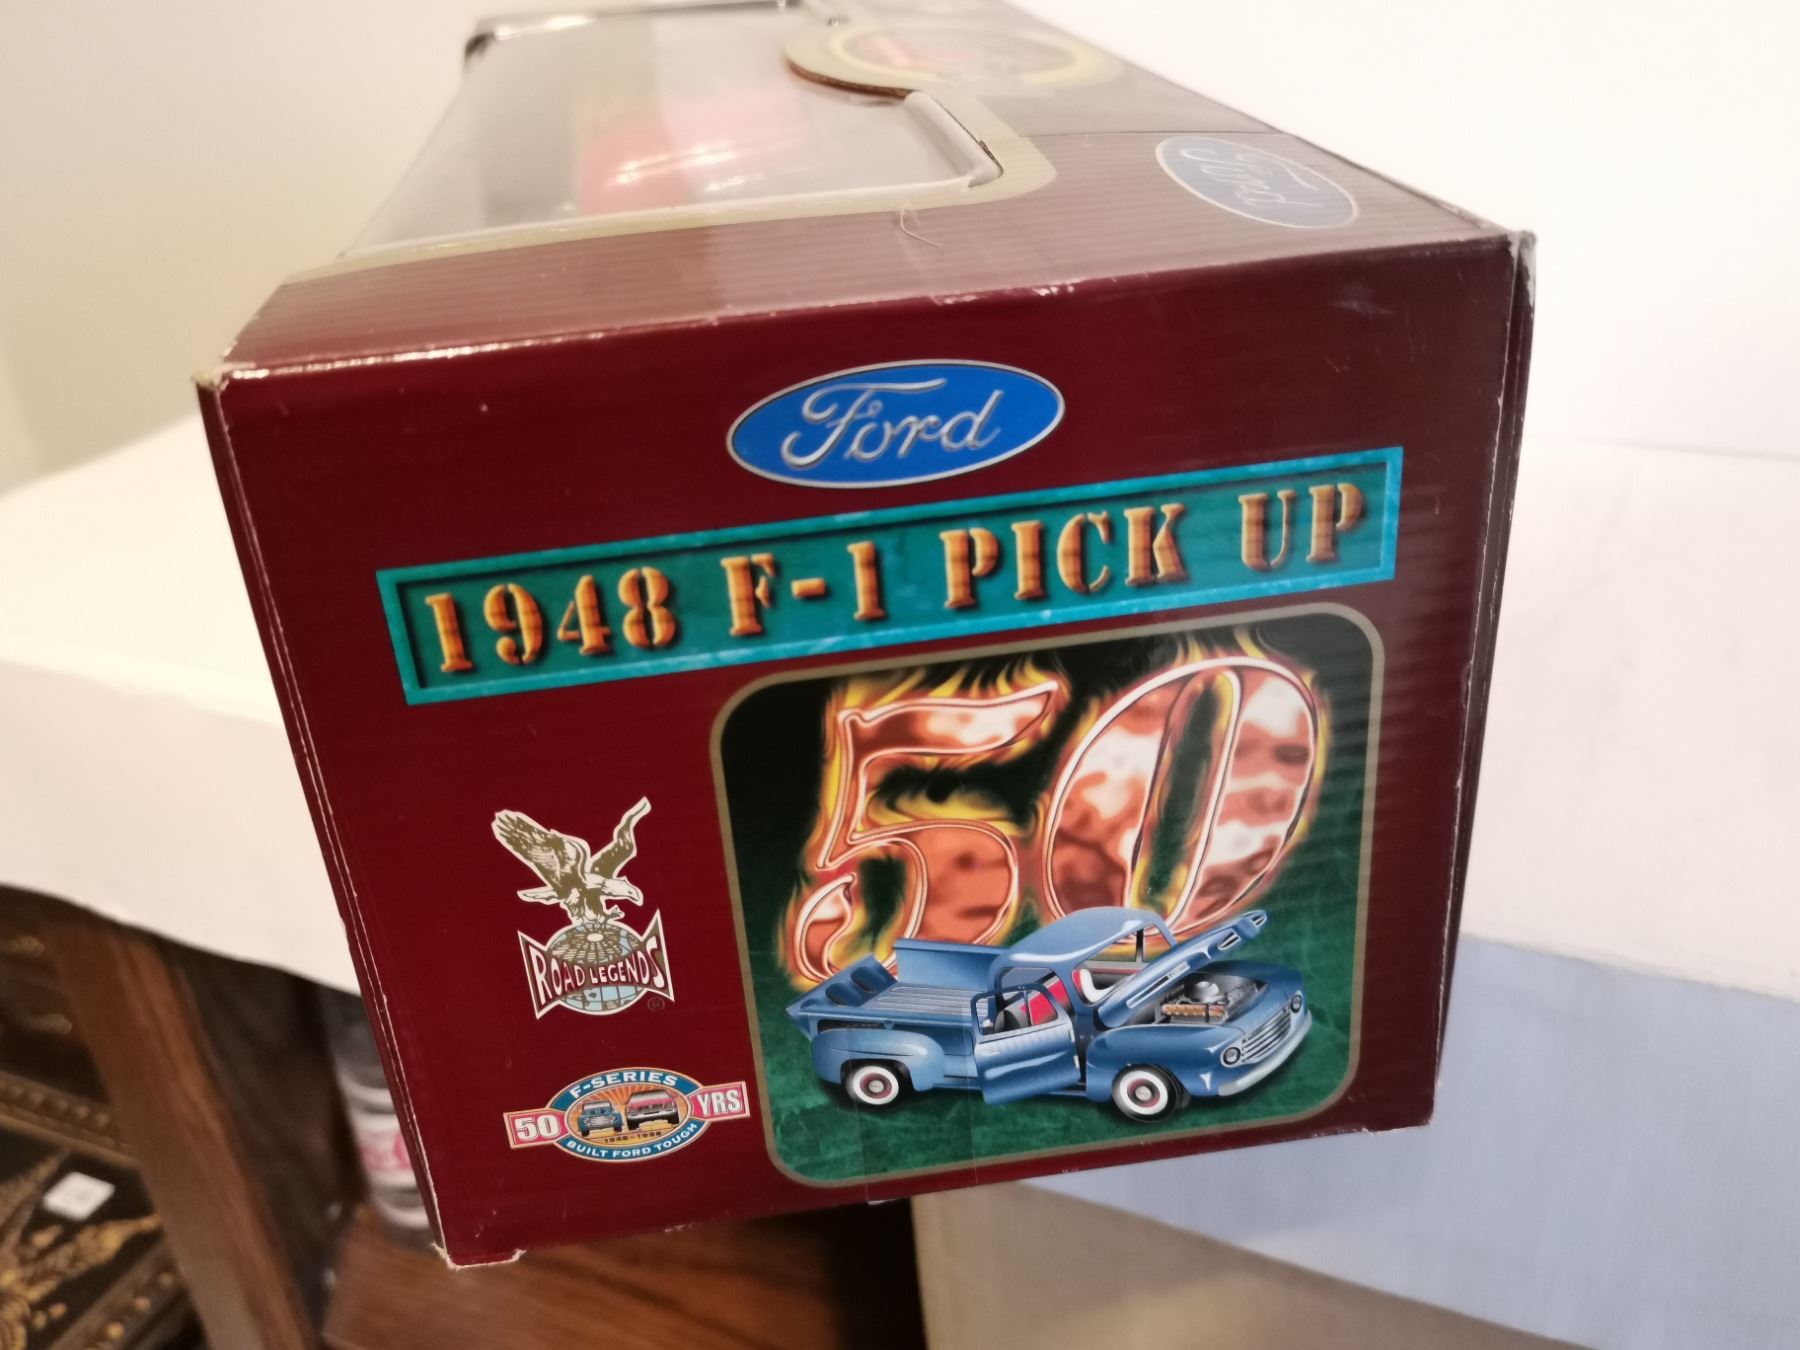 Ford
Ford
1948 F-1 PICK UP
50
ROAD LEGENDS
®
F-SERIES
50 YRS
1948-1998
BUILT FORD TOUGH